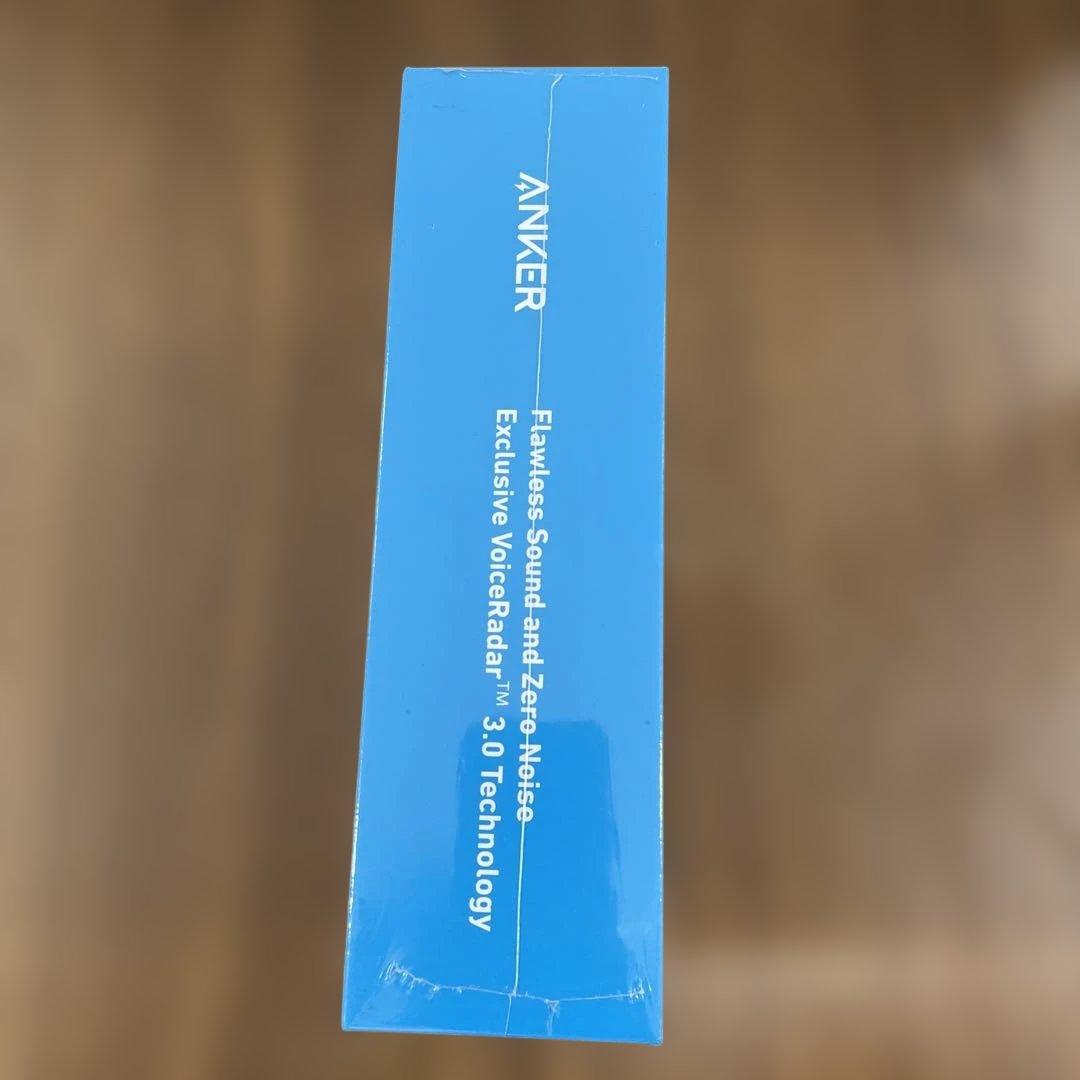 ANKER
Flawless Sound and Zero Noise
Exclusive VoiceRadar™ 3.0 Technology